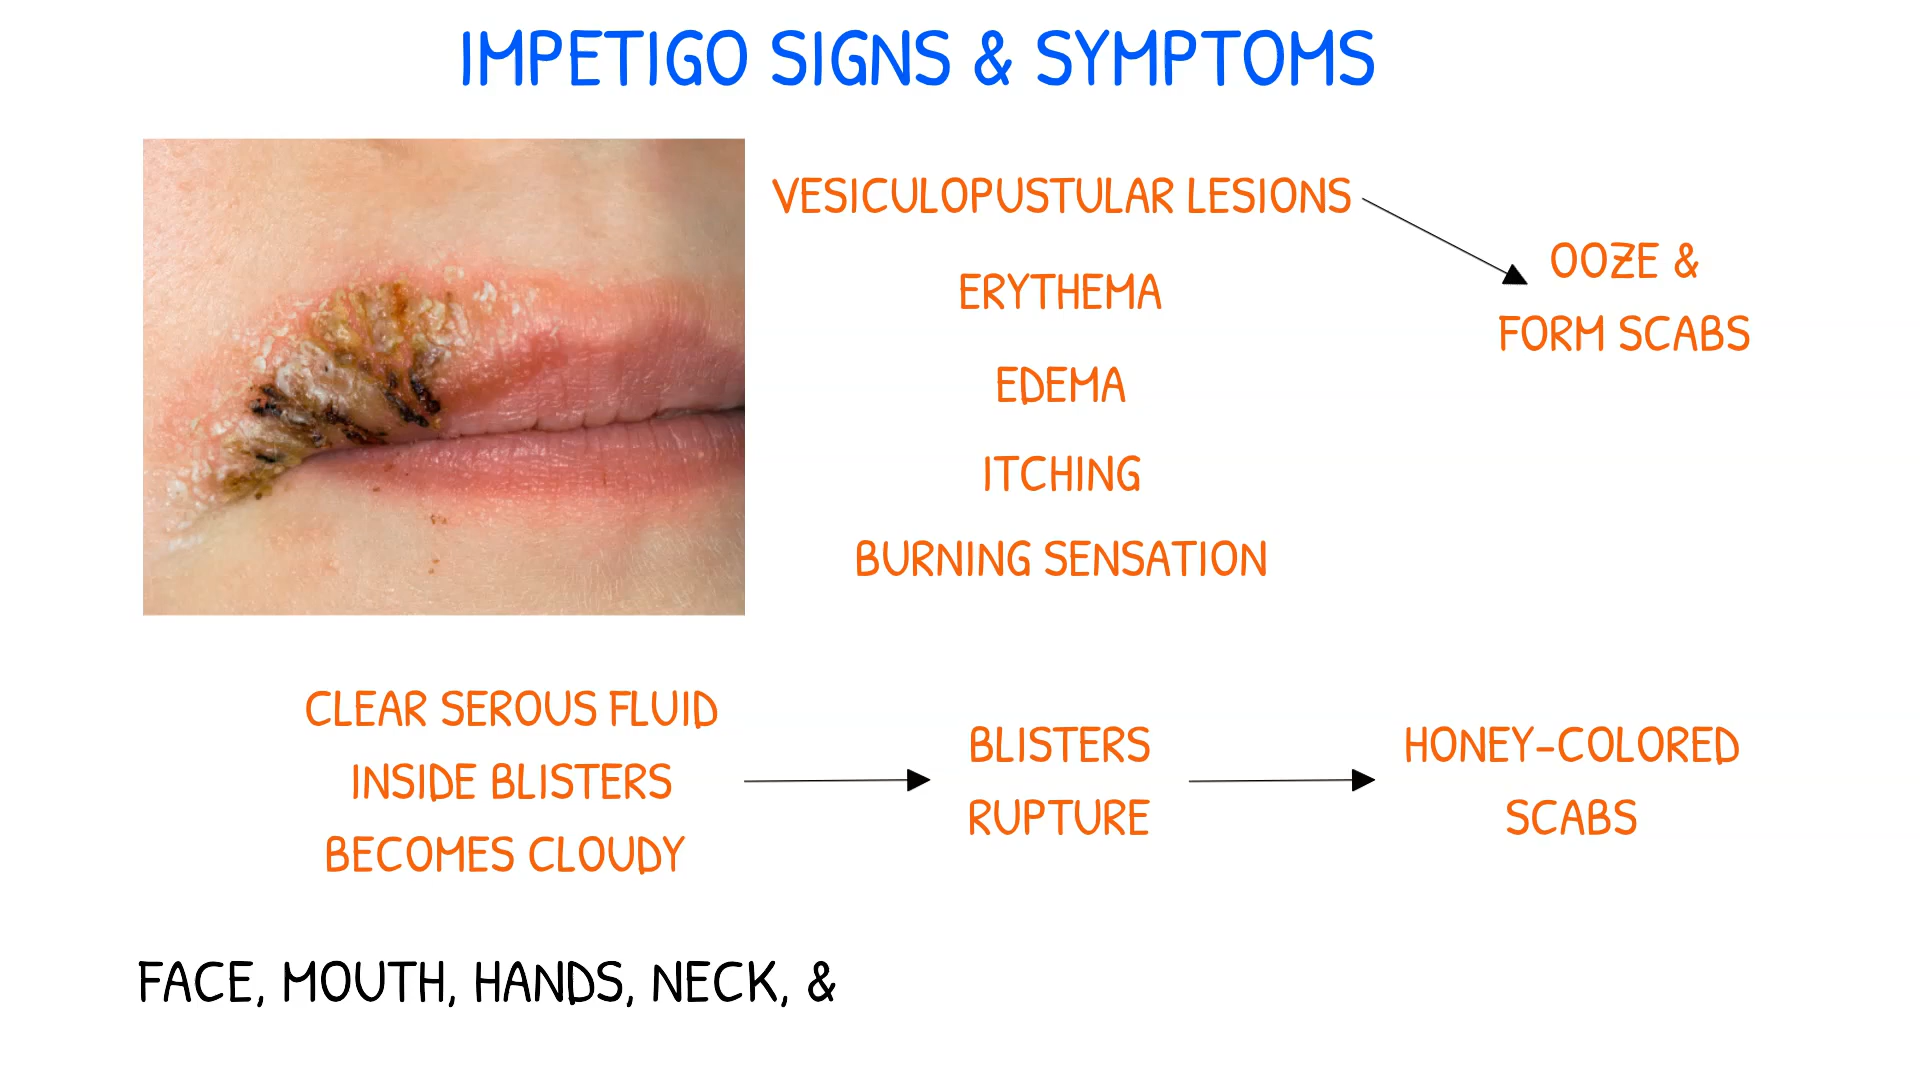 IMPETIGO SIGNS & SYMPTOMS
VESICULOPUSTULAR LESIONS
OOZE &
FORM SCABS
ERYTHEMA
EDEMA
ITCHING
BURNING SENSATION
CLEAR SEROUS FLUID
INSIDE BLISTERS
BECOMES CLOUDY
BLISTERS
RUPTURE
HONEY-COLORED
SCABS
FACE, MOUTH, HANDS, NECK, &